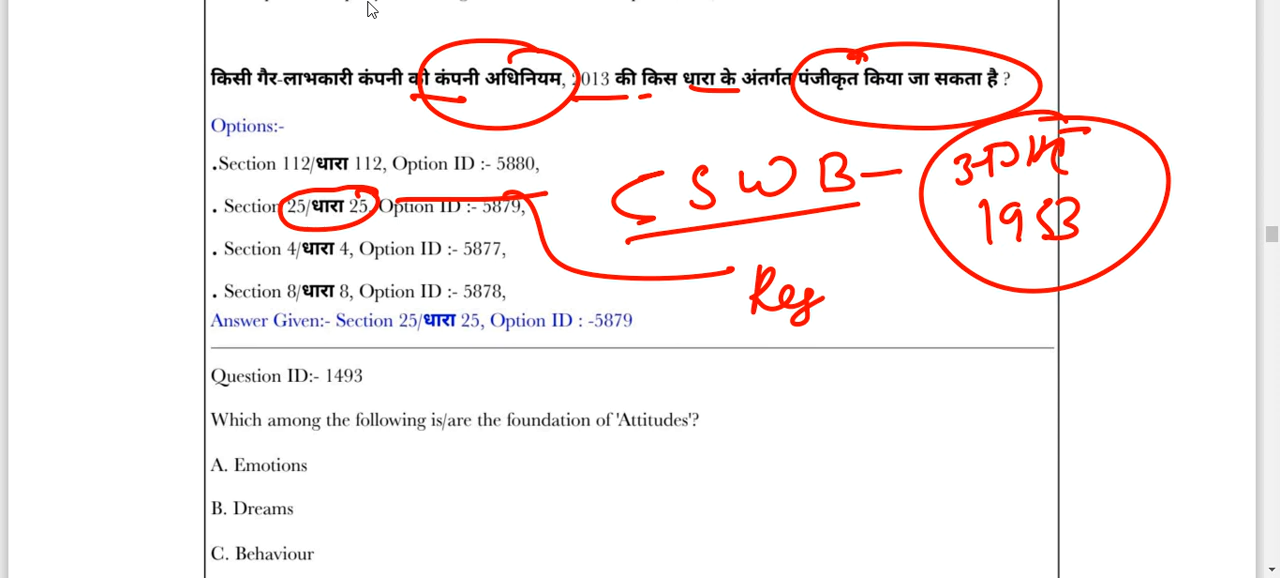 किसी गैर-लाभकारी कंपनी को कंपनी अधिनियम, 2013 की किस धारा के अंतर्गत पंजीकृत किया जा सकता है ?
Options:-
.Section 112/धारा 112, Option ID :- 5880,
. Section 25/धारा 25, Option ID :- 5879,
. Section 4/धारा 4, Option ID :- 5877,
. Section 8/धारा 8, Option ID :- 5878,
Answer Given:- Section 25/धारा 25, Option ID : -5879
CSWB-
1953
Reg
Question ID:- 1493
Which among the following is/are the foundation of 'Attitudes'?
A. Emotions
B. Dreams
C. Behaviour